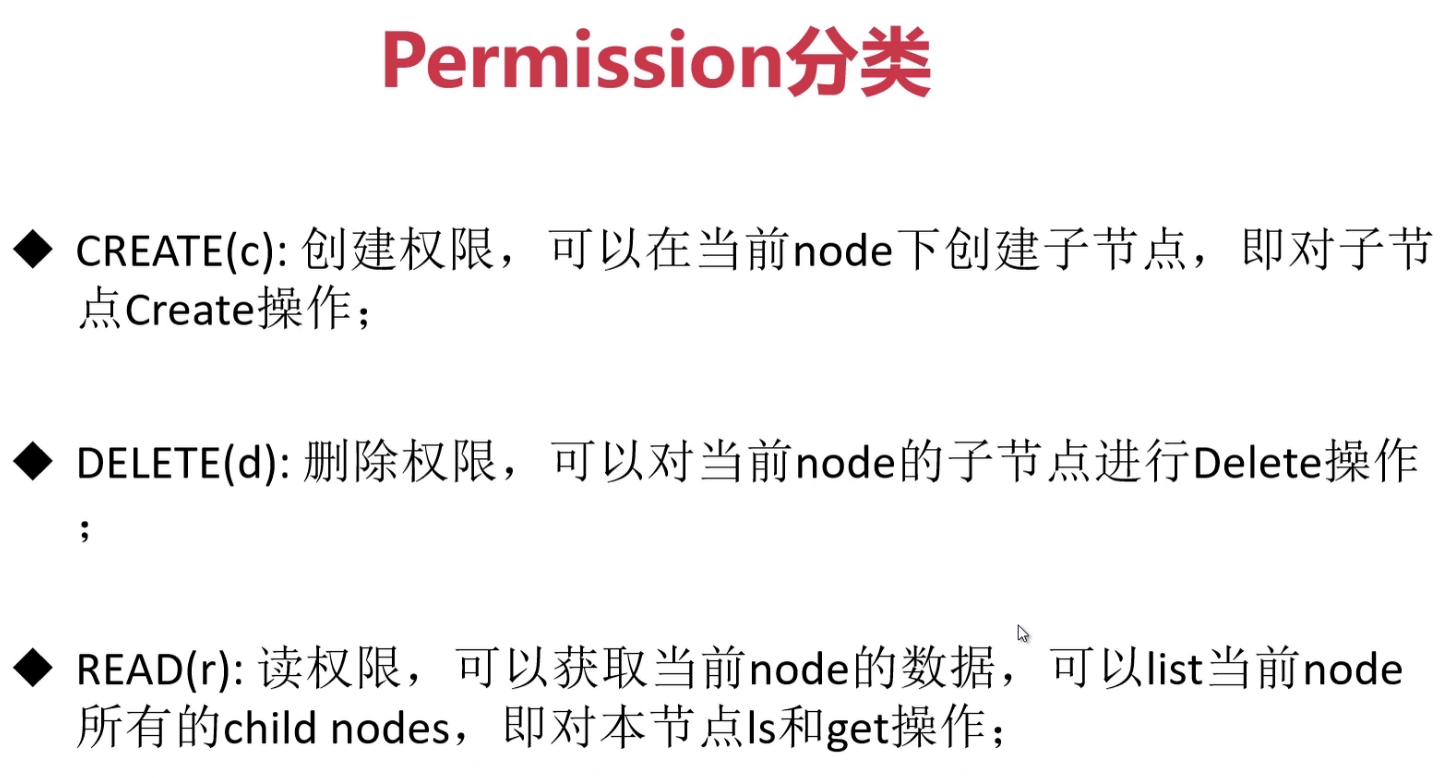 Permission分类
◆ CREATE(c): 创建权限，可以在当前node下创建子节点，即对子节
点Create操作；
◆ DELETE(d): 删除权限，可以对当前node的子节点进行Delete操作
；
◆ READ(r): 读权限，可以获取当前node的数据，可以list当前node
所有的child nodes，即对本节点ls和get操作；